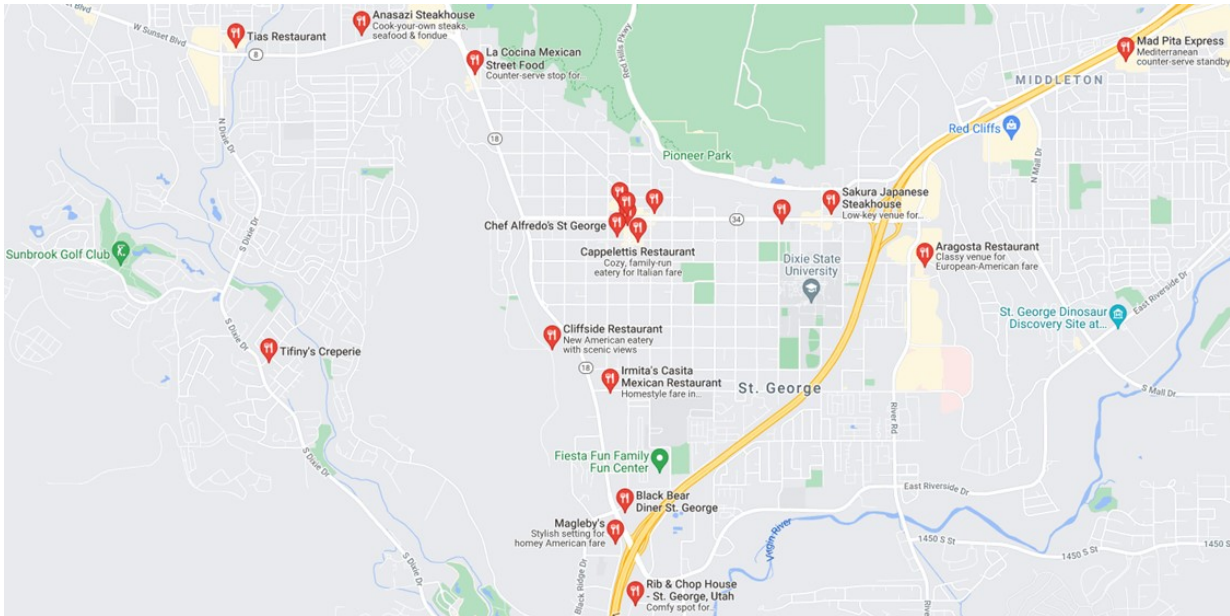 Anasazi Steakhouse
Cook-your-own steaks,
seafood & fondue
W Sunset Blvd
Tias Restaurant
8
La Cocina Mexican
Street Food
Counter-serve stop for
Red Hills Pkwy
Mad Pita Express
Mediterranean
counter-serve standby
MIDDLETON
N Dixie Dr
18
Red Cliffs
Pioneer Park
N Mall Dr
Sakura Japanese
Steakhouse
Low-key venue for...
34
Chef Alfredo's St George
S Dixie Dr
Sunbrook Golf Club
Cappelettis Restaurant
Cozy, family-run
eatery for Italian fare
Aragosta Restaurant
Classy venue for
European-American fare
Dixie State
University
East Riverside Dr
St. George Dinosaur
Discovery Site at...
S Dixie Dr
Cliffside Restaurant
New American eatery
with scenic views
Tifiny's Creperie
18
Irmita's Casita
Mexican Restaurant
Homestyle fare in..
St. George
S Mall Dr
River Rd
S Dixie Dr
Fiesta Fun Family
Fun Center
East Riverside Dr
Black Bear
Diner St. George
Magleby's
Stylish setting for
homey American fare
Virgin River
1450 S St
1450 S St
Black Ridge Dr
Rib & Chop House
- St. George, Utah
Comfy spot for..